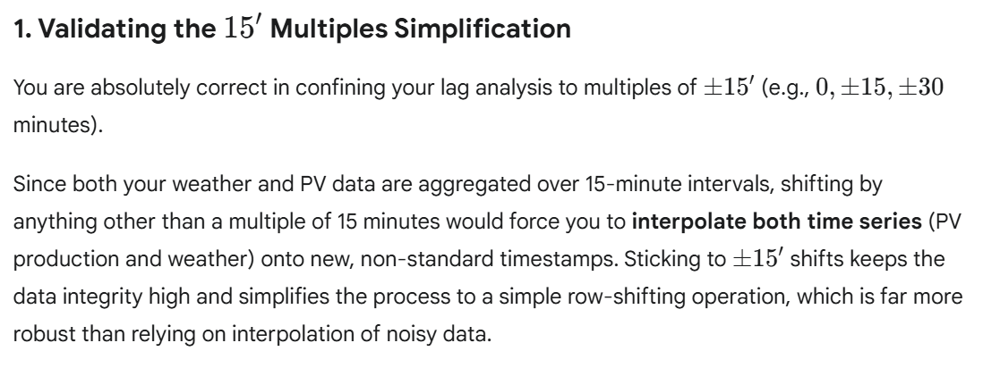 1. Validating the 15′ Multiples Simplification
You are absolutely correct in confining your lag analysis to multiples of ±15′ (e.g., 0, ±15, ±30
minutes).
Since both your weather and PV data are aggregated over 15-minute intervals, shifting by
anything other than a multiple of 15 minutes would force you to interpolate both time series (PV
production and weather) onto new, non-standard timestamps. Sticking to ±15′ shifts keeps the
data integrity high and simplifies the process to a simple row-shifting operation, which is far more
robust than relying on interpolation of noisy data.